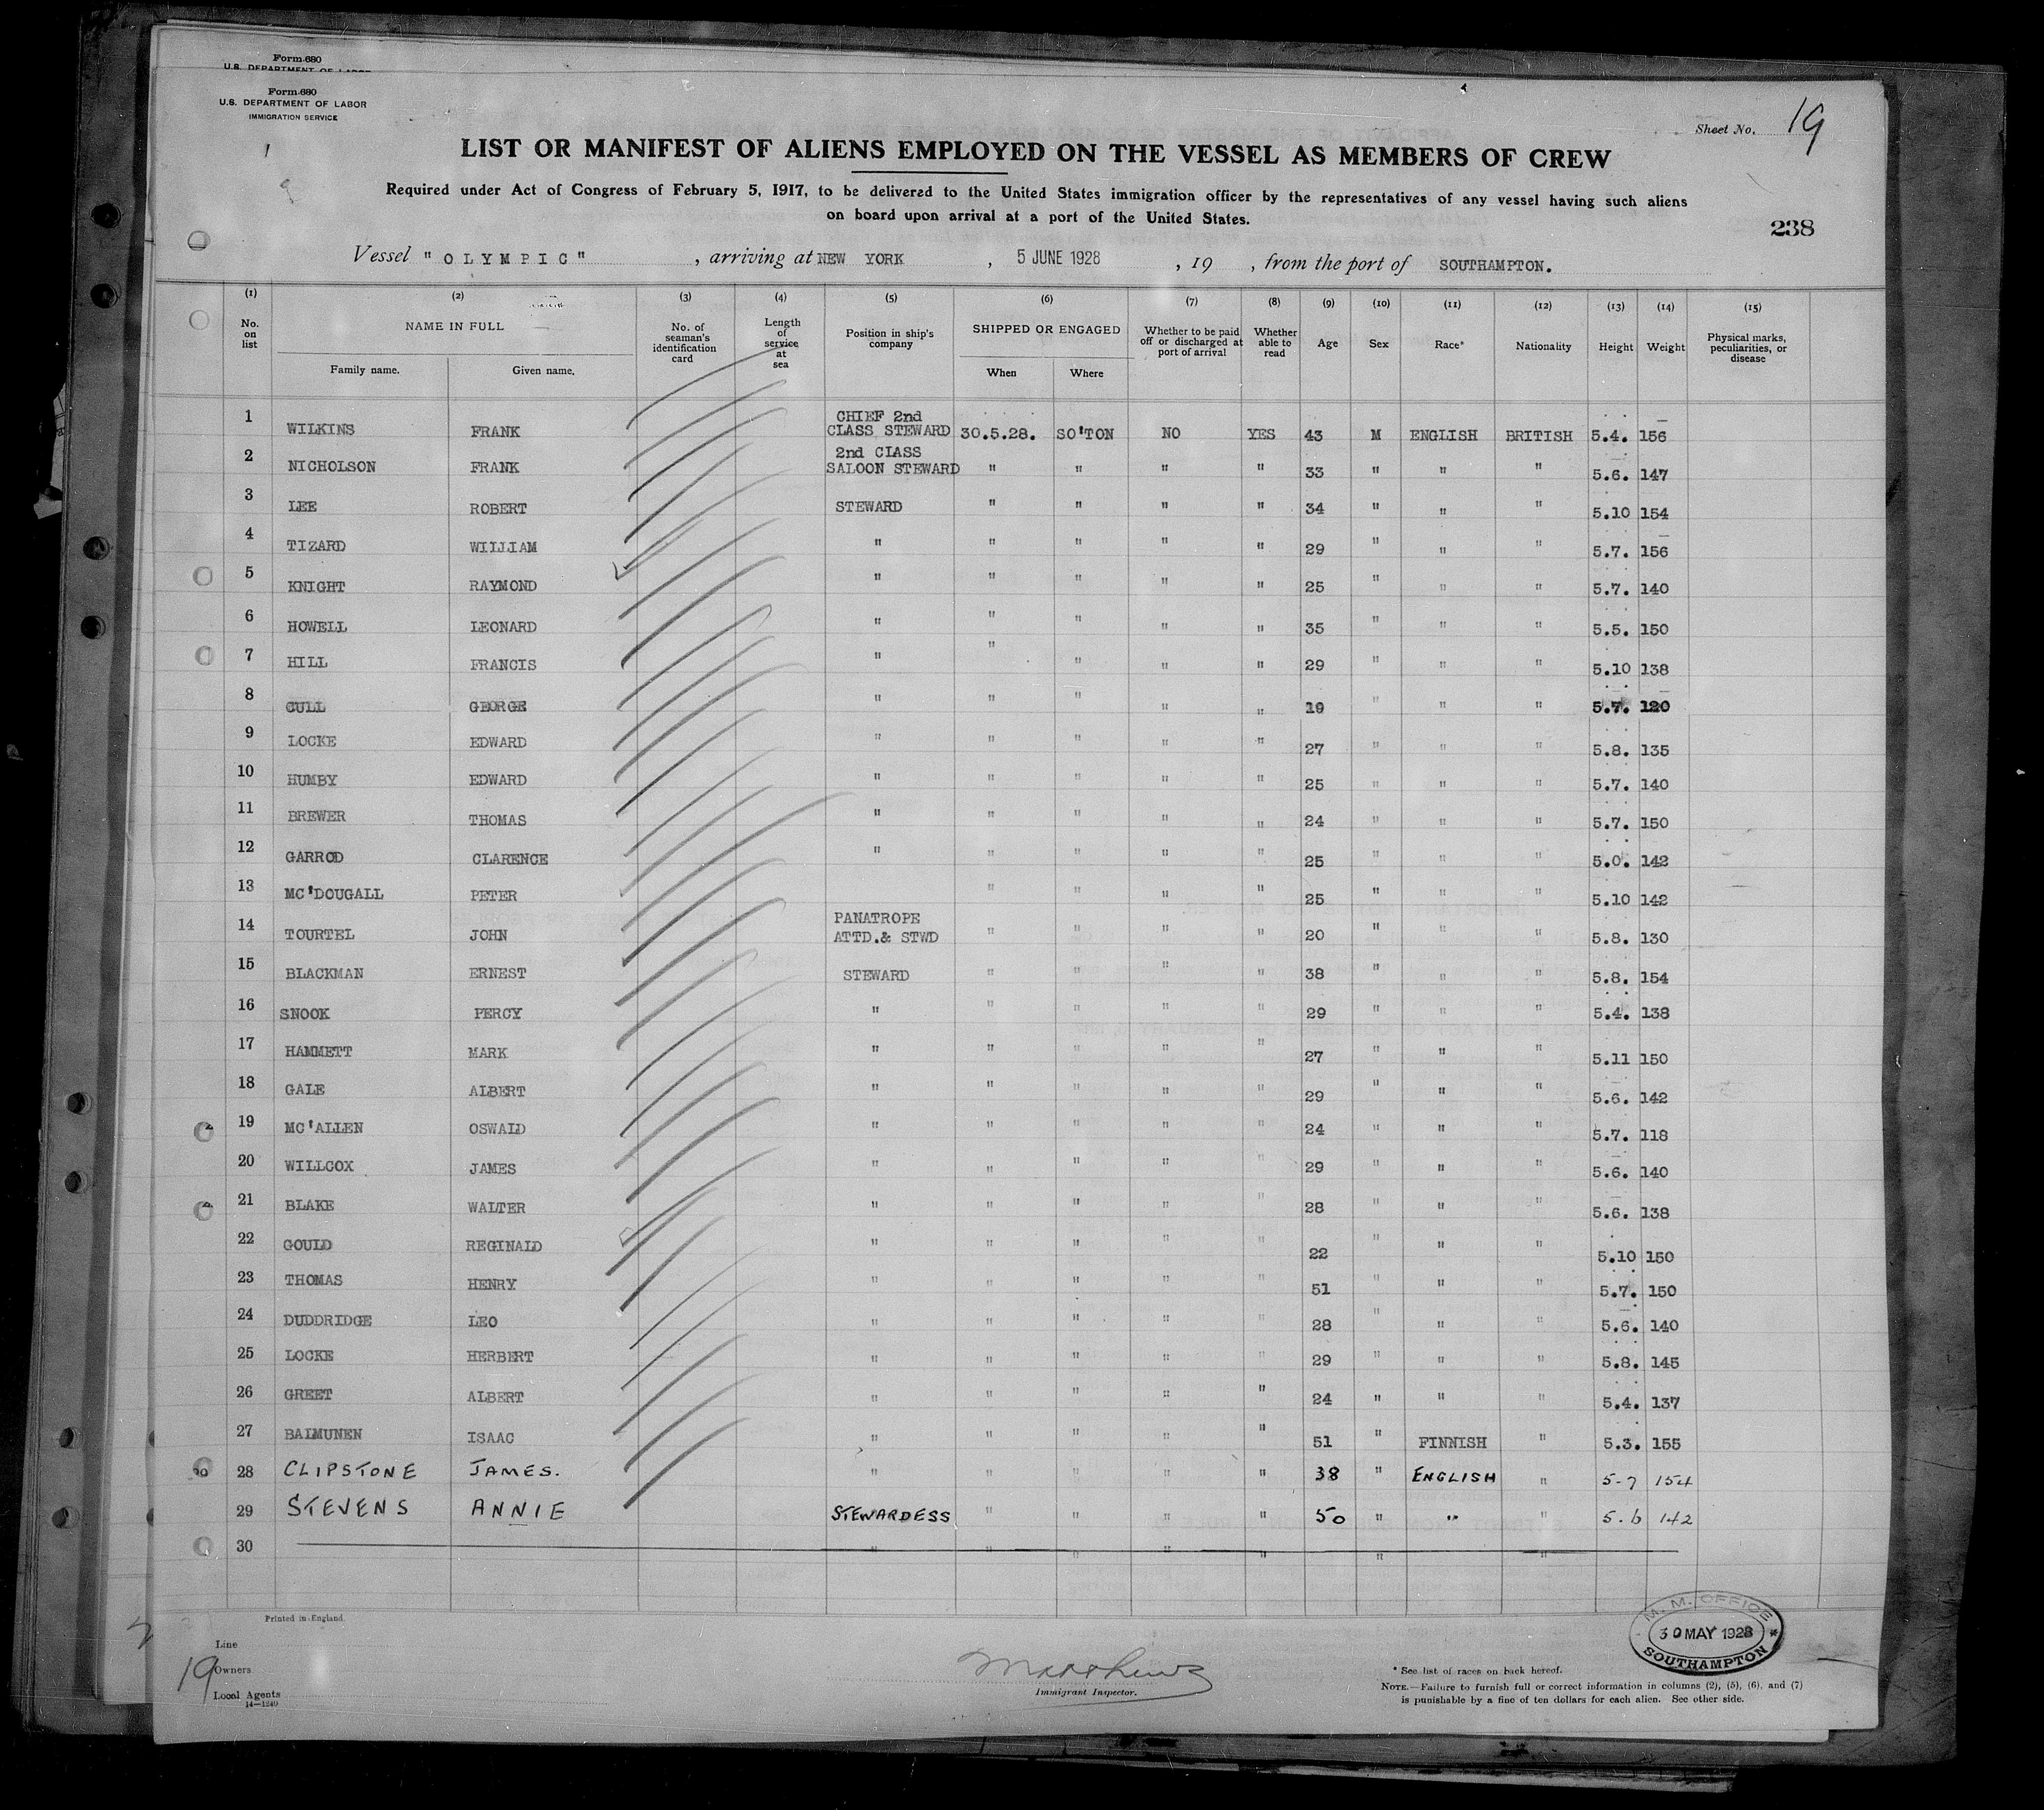 Form 680
U.S. DEPARTMENT OF LABOR
Form 680
U.S. DEPARTMENT OF LABOR
IMMIGRATION SERVICE
Sheet No. 19
LIST OR MANIFEST OF ALIENS EMPLOYED ON THE VESSEL AS MEMBERS OF CREW
Required under Act of Congress of February 5, 1917, to be delivered to the United States immigration officer by the representatives of any vessel having such aliens
on board upon arrival at a port of the United States.
238
Vessel "OLYMPIC" , arriving at NEW YORK , 5 JUNE 1928 , 19 , from the port of SOUTHAMPTON.
(1) (2) (3) (4) (5) (6) (7) (8) (9) (10) (11) (12) (13) (14) (15)
No. on list NAME IN FULL Family name. Given name. No. of seaman's identification card Length of service at sea Position in ship's company SHIPPED OR ENGAGED When Where Whether to be paid off or discharged at port of arrival Whether able to read Age Sex Race* Nationality Height Weight Physical marks, peculiarities, or disease
1 WILKINS FRANK CHIEF 2nd CLASS STEWARD 30.5.28. SO'TON NO YES 43 M ENGLISH BRITISH 5.4. 156
2 NICHOLSON FRANK 2nd CLASS SALOON STEWARD " " " " 33 " " " 5.6. 147
3 LEE ROBERT STEWARD " " " " 34 " " " 5.10 154
4 TIZARD WILLIAM " " " " " 29 " " " 5.7. 156
5 KNIGHT RAYMOND " " " " " 25 " " " 5.7. 140
6 HOWELL LEONARD " " " " " 35 " " " 5.5. 150
7 HILL FRANCIS " " " " " 29 " " " 5.10 138
8 CULL GEORGE " " " " " 19 " " " 5.7. 120
9 LOCKE EDWARD " " " " " 27 " " " 5.8. 135
10 HUMBY EDWARD " " " " " 25 " " " 5.7. 140
11 BREWER THOMAS " " " " " 24 " " " 5.7. 150
12 GARROD CLARENCE " " " " " 25 " " " 5.0. 142
13 MC'DOUGALL PETER " " " " 25 " " " 5.10 142
14 TOURTEL JOHN PANATROPE ATTD.& STWD " " " " 20 " " " 5.8. 130
15 BLACKMAN ERNEST STEWARD " " " " 38 " " " 5.8. 154
16 SNOOK PERCY " " " " " 29 " " " 5.4. 138
17 HAMMETT MARK " " " " " 27 " " " 5.11 150
18 GALE ALBERT " " " " " 29 " " " 5.6. 142
19 MC'ALLEN OSWALD " " " " " 24 " " " 5.7. 118
20 WILLCOX JAMES " " " " " 29 " " " 5.6. 140
21 BLAKE WALTER " " " " " 28 " " " 5.6. 138
22 GOULD REGINALD " " " " " 22 " " " 5.10 150
23 THOMAS HENRY " " " " " 51 " " " 5.7. 150
24 DUDDRIDGE LEO " " " " " 28 " " " 5.6. 140
25 LOCKE HERBERT " " " " " 29 " " " 5.8. 145
26 GREET ALBERT " " " " " 24 " " " 5.4. 137
27 BAIMUNEN ISAAC " " " " " 51 " FINNISH " 5.3. 155
28 CLIPSTONE JAMES. " " " " " 38 " ENGLISH " 5-7 154
29 STEVENS ANNIE STEWARDESS " " " " 50 " " " 5.6 142
30 " " " " " " "
Printed in England.
Line
19 Owners
Local Agents
14—1240
Matthews
Immigrant Inspector.
M. M. OFFICE
30 MAY 1928
SOUTHAMPTON
* See list of races on back hereof.
NOTE.—Failure to furnish full or correct information in columns (2), (5), (6), and (7)
is punishable by a fine of ten dollars for each alien. See other side.